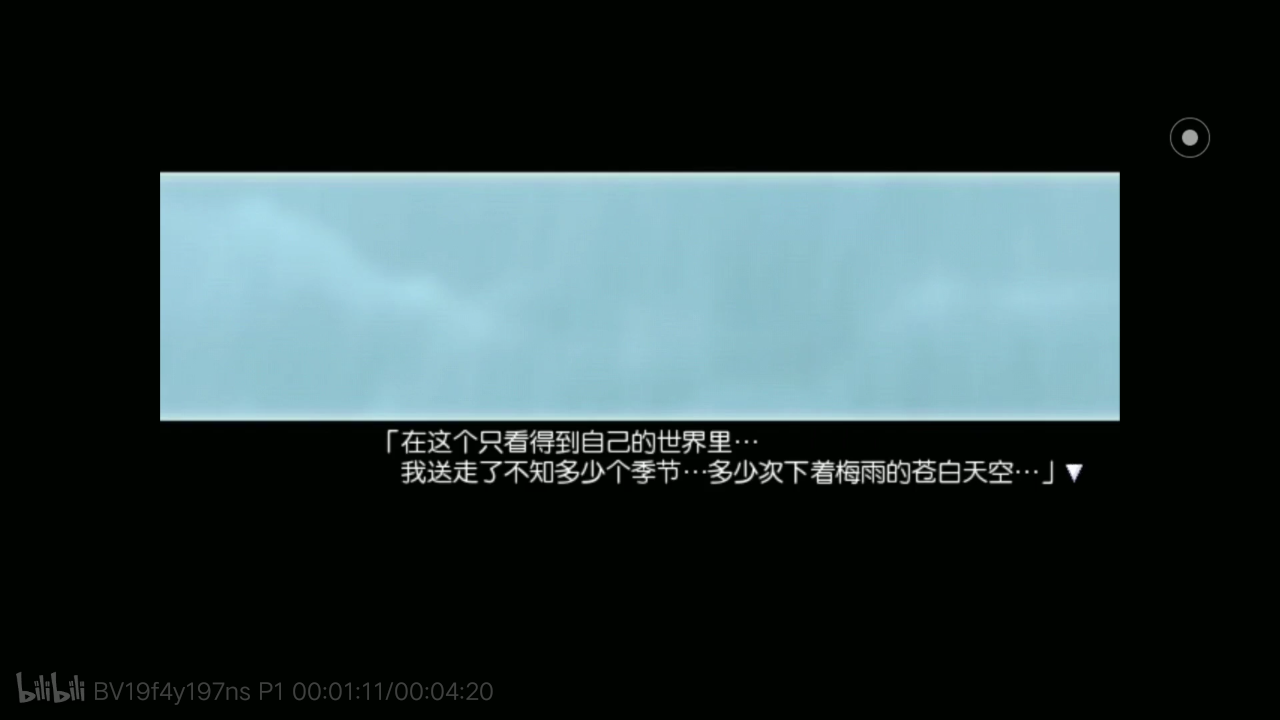 「在这个只看得到自己的世界里…
我送走了不知多少个季节…多少次下着梅雨的苍白天空…」▼
bilibili BV19f4y197ns P1 00:01:11/00:04:20